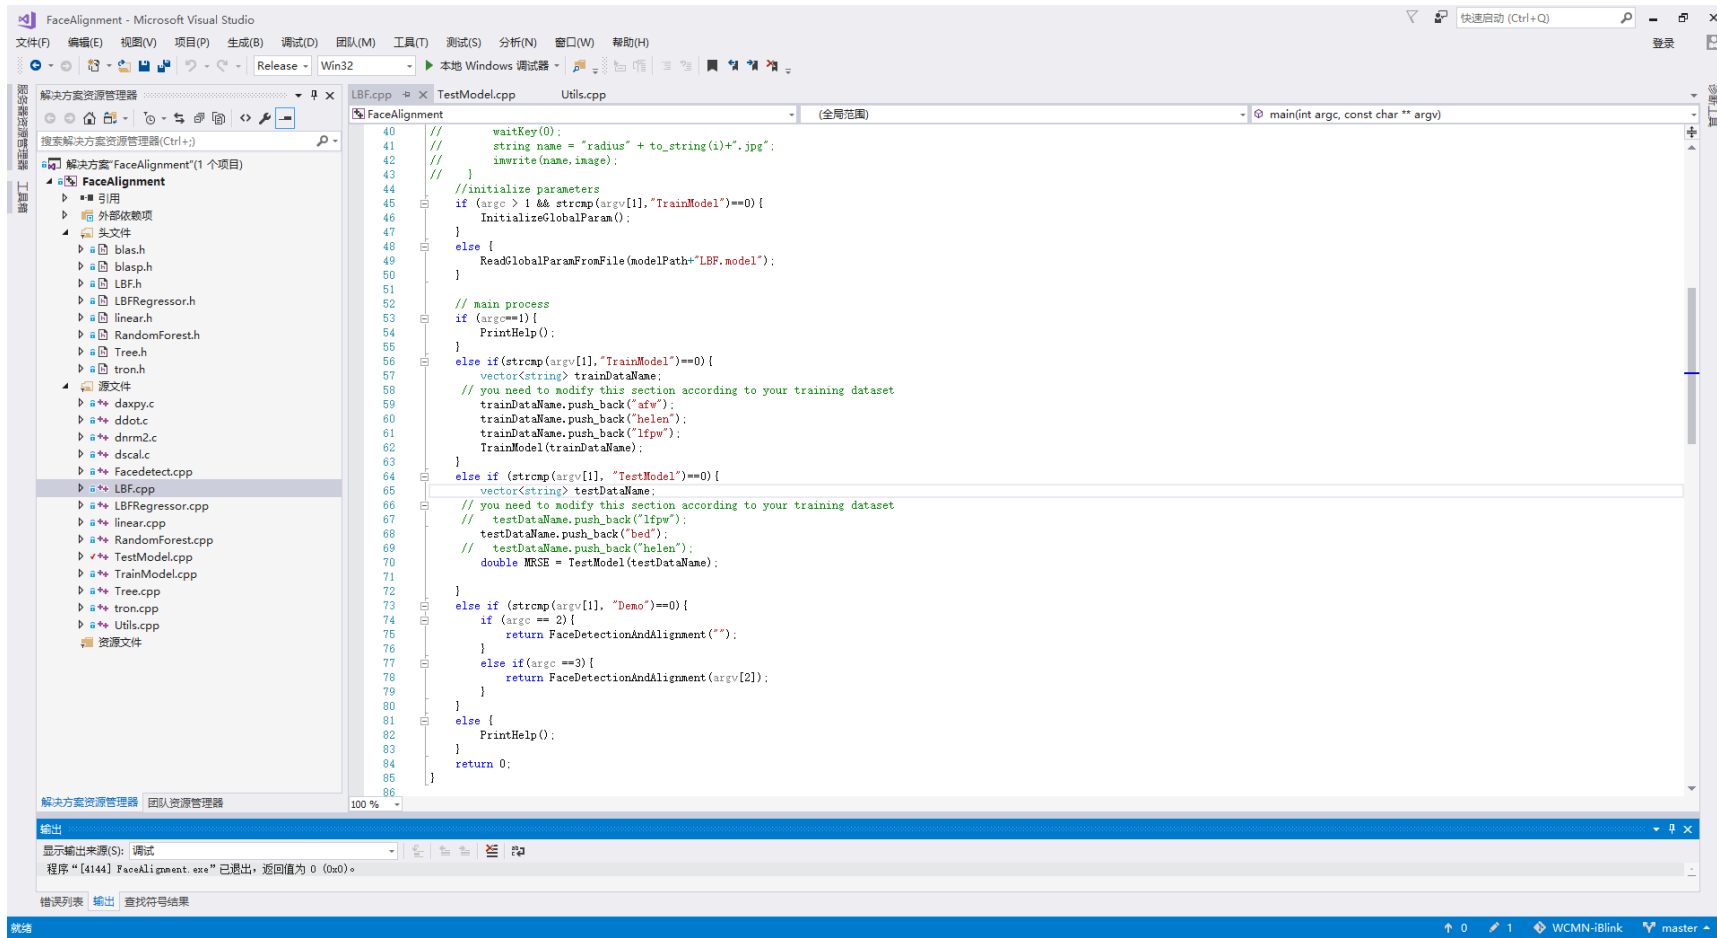 FaceAlignment - Microsoft Visual Studio
快速启动 (Ctrl+Q)
文件(F) 编辑(E) 视图(V) 项目(P) 生成(B) 调试(D) 团队(M) 工具(T) 测试(S) 分析(N) 窗口(W) 帮助(H)
登录
Release Win32 本地 Windows 调试器
服务器资源管理器
工具箱
诊断工具
解决方案资源管理器
搜索解决方案资源管理器(Ctrl+;)
解决方案"FaceAlignment"(1 个项目)
FaceAlignment
引用
外部依赖项
头文件
blas.h
blasp.h
LBF.h
LBFRegressor.h
linear.h
RandomForest.h
Tree.h
tron.h
源文件
daxpy.c
ddot.c
dnrm2.c
dscal.c
Facedetect.cpp
LBF.cpp
LBFRegressor.cpp
linear.cpp
RandomForest.cpp
TestModel.cpp
TrainModel.cpp
Tree.cpp
tron.cpp
Utils.cpp
资源文件
解决方案资源管理器 团队资源管理器
LBF.cpp TestModel.cpp Utils.cpp
FaceAlignment (全局范围) main(int argc, const char ** argv)
40 // waitKey(0);
41 // string name = "radius" + to_string(i)+".jpg";
42 // imwrite(name,image);
43 // }
44 //initialize parameters
45 if (argc > 1 && strcmp(argv[1],"TrainModel")==0){
46 InitializeGlobalParam();
47 }
48 else {
49 ReadGlobalParamFromFile(modelPath+"LBF.model");
50 }
51
52 // main process
53 if (argc==1){
54 PrintHelp();
55 }
56 else if(strcmp(argv[1],"TrainModel")==0){
57 vector<string> trainDataName;
58 // you need to modify this section according to your training dataset
59 trainDataName.push_back("afw");
60 trainDataName.push_back("helen");
61 trainDataName.push_back("lfpw");
62 TrainModel(trainDataName);
63 }
64 else if (strcmp(argv[1], "TestModel")==0){
65 vector<string> testDataName;
66 // you need to modify this section according to your training dataset
67 // testDataName.push_back("lfpw");
68 testDataName.push_back("bed");
69 // testDataName.push_back("helen");
70 double MRSE = TestModel(testDataName);
71
72 }
73 else if (strcmp(argv[1], "Demo")==0){
74 if (argc == 2){
75 return FaceDetectionAndAlignment("");
76 }
77 else if(argc ==3){
78 return FaceDetectionAndAlignment(argv[2]);
79 }
80 }
81 else {
82 PrintHelp();
83 }
84 return 0;
85 }
86
100 %
输出
显示输出来源(S): 调试
程序“[4144] FaceAlignment.exe”已退出，返回值为 0 (0x0)。
错误列表 输出 查找符号结果
就绪
0 1 WCMN-iBlink master